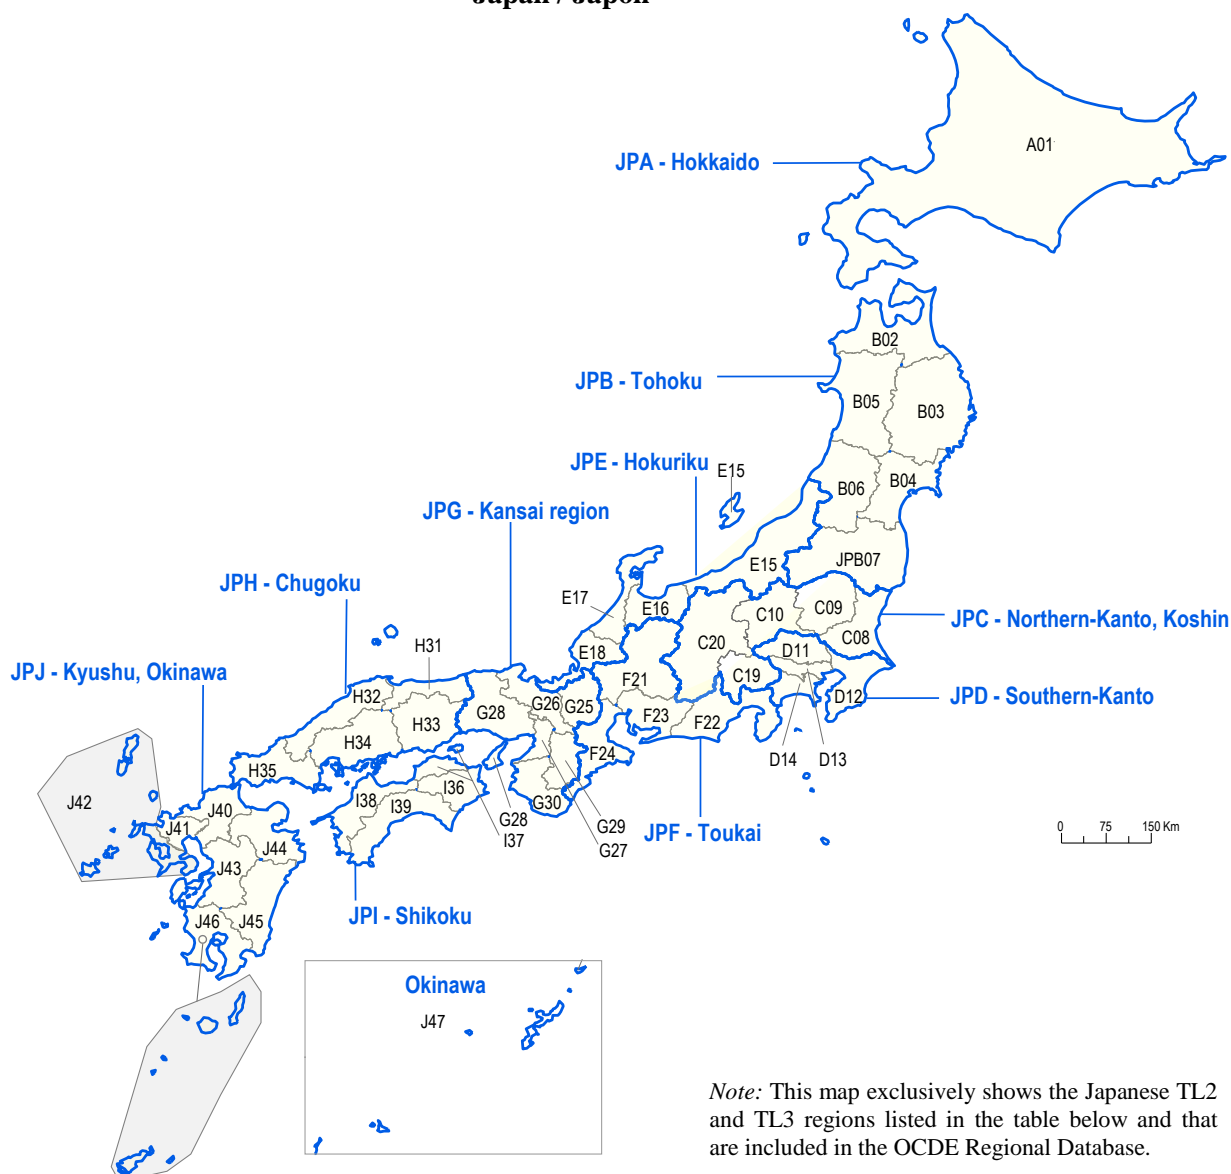 Japan / Japon
A01
JPA - Hokkaido
B02
JPB - Tohoku
B05
B03
JPE - Hokuriku
E15
B06
B04
JPG - Kansai region
E15
JPB07
JPH - Chugoku
E17
E16
C10
C09
JPC - Northern-Kanto, Koshin
C08
H31
E18
C20
D11
JPJ - Kyushu, Okinawa
F21
C19
H32
G26
G25
D12
JPD - Southern-Kanto
G28
H33
F23
F22
H34
F24
D14
D13
H35
I36
J42
I38
I39
G30
G28
J40
I37
G29
G27
JPF - Toukai
0 75 150 Km
J41
J44
J43
J46
J45
JPI - Shikoku
Okinawa
J47
Note: This map exclusively shows the Japanese TL2
and TL3 regions listed in the table below and that
are included in the OCDE Regional Database.